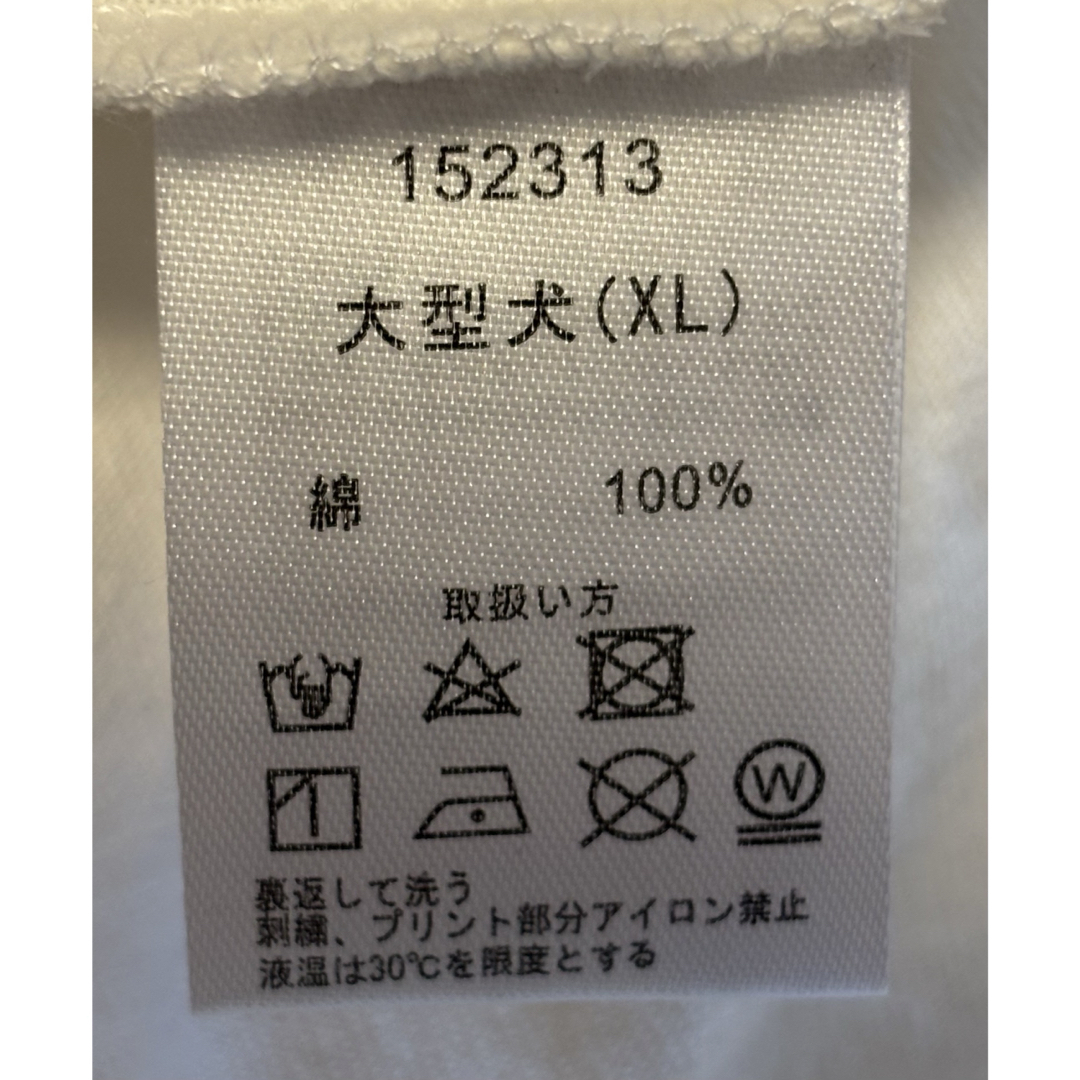 152313
大型犬(XL)
綿 100%
取扱い方
W
裏返して洗う
刺繍、プリント部分アイロン禁止
液温は30℃を限度とする